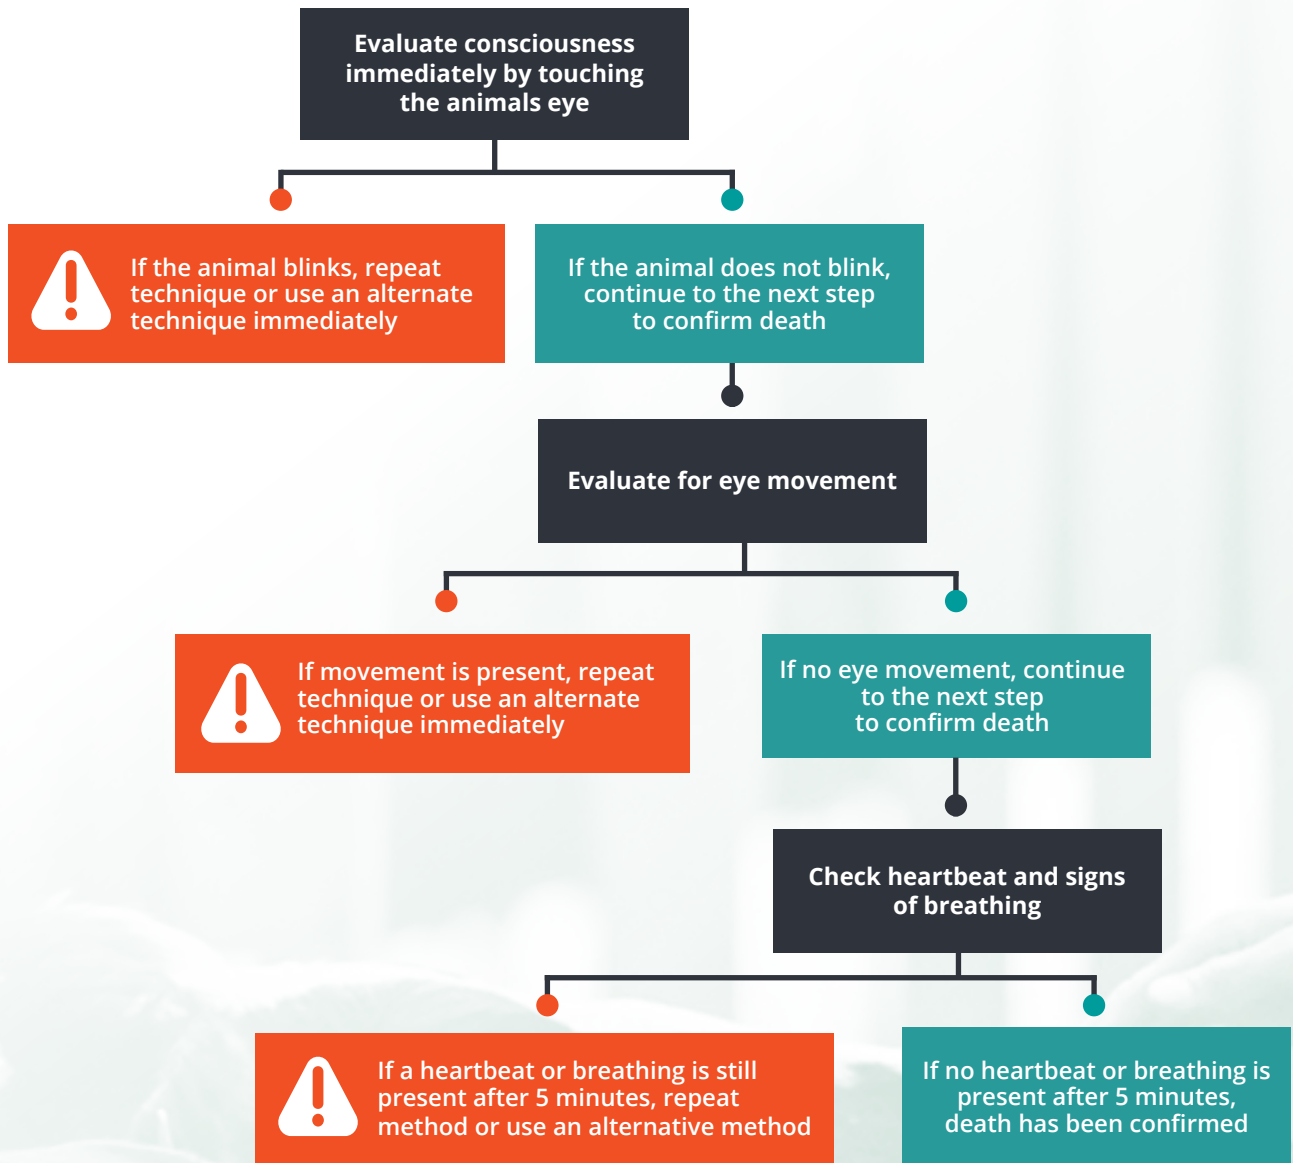 Evaluate consciousness
immediately by touching
the animals eye
If the animal blinks, repeat
technique or use an alternate
technique immediately
If the animal does not blink,
continue to the next step
to confirm death
Evaluate for eye movement
If movement is present, repeat
technique or use an alternate
technique immediately
If no eye movement, continue
to the next step
to confirm death
Check heartbeat and signs
of breathing
If a heartbeat or breathing is still
present after 5 minutes, repeat
method or use an alternative method
If no heartbeat or breathing is
present after 5 minutes,
death has been confirmed